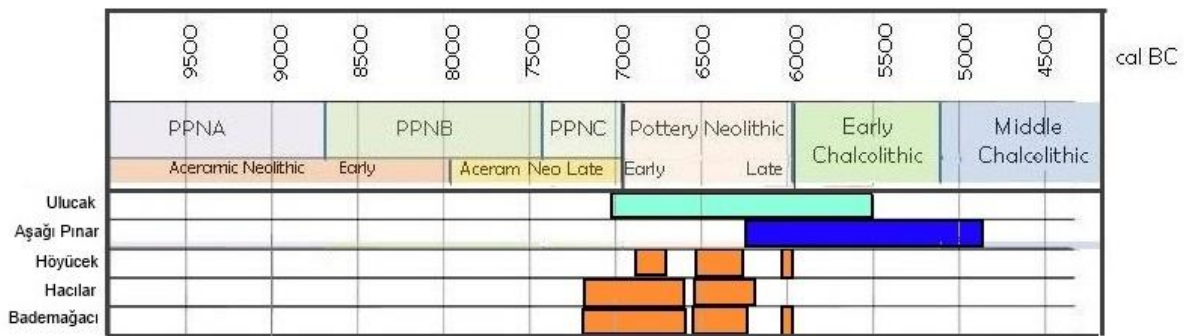 9500 9000 8500 8000 7500 7000 6500 6000 5500 5000 4500 cal BC
PPNA PPNB PPNC Pottery Neolithic Early Chalcolithic Middle Chalcolithic
Aceramic Neolithic Early Aceram Neo Late Early Late
Ulucak
Aşağı Pınar
Höyücek
Hacılar
Bademağacı